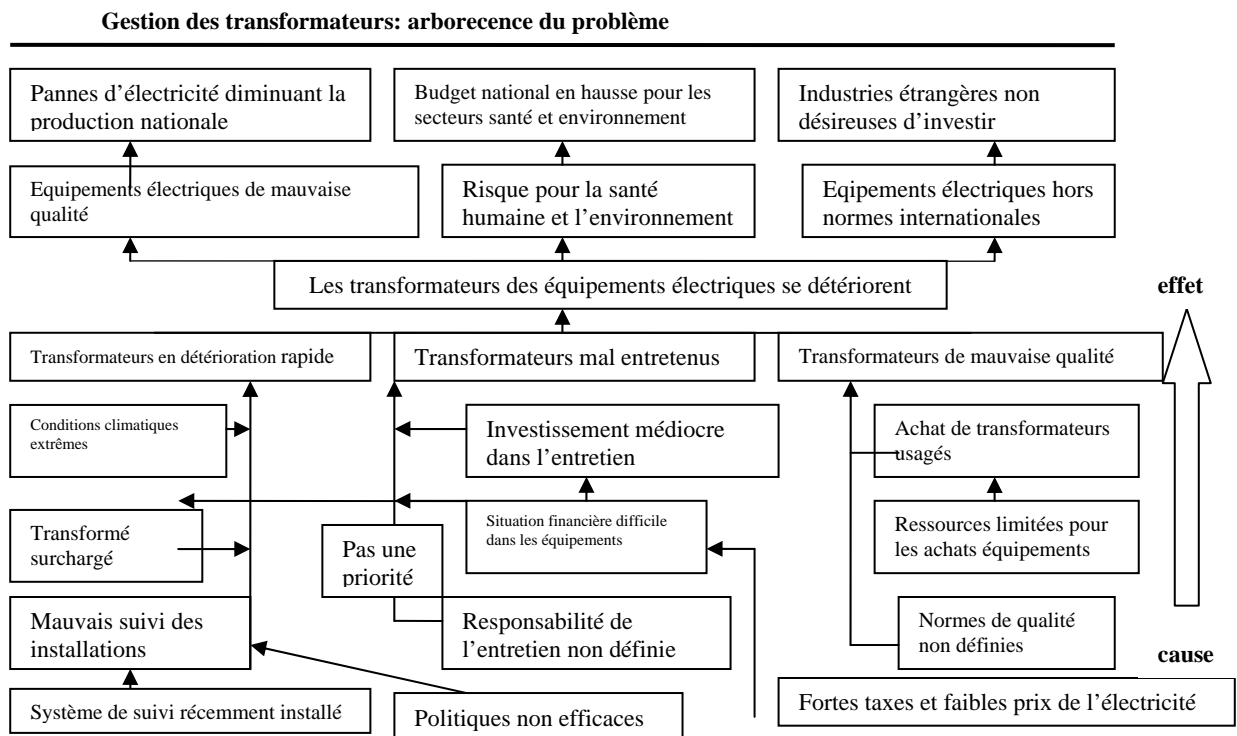 Gestion des transformateurs: arborecence du problème
Pannes d’électricité diminuant la
production nationale
Budget national en hausse pour les
secteurs santé et environnement
Industries étrangères non
désireuses d’investir
Equipements électriques de mauvaise
qualité
Risque pour la santé
humaine et l’environnement
Eqipements électriques hors
normes internationales
Les transformateurs des équipements électriques se détériorent
effet
Transformateurs en détérioration rapide
Transformateurs mal entretenus
Transformateurs de mauvaise qualité
Conditions climatiques
extrêmes
Investissement médiocre
dans l’entretien
Achat de transformateurs
usagés
Transformé
surchargé
Pas une
priorité
Situation financière difficile
dans les équipements
Ressources limitées pour
les achats équipements
Mauvais suivi des
installations
Responsabilité de
l’entretien non définie
Normes de qualité
non définies
cause
Système de suivi récemment installé
Politiques non efficaces
Fortes taxes et faibles prix de l’électricité